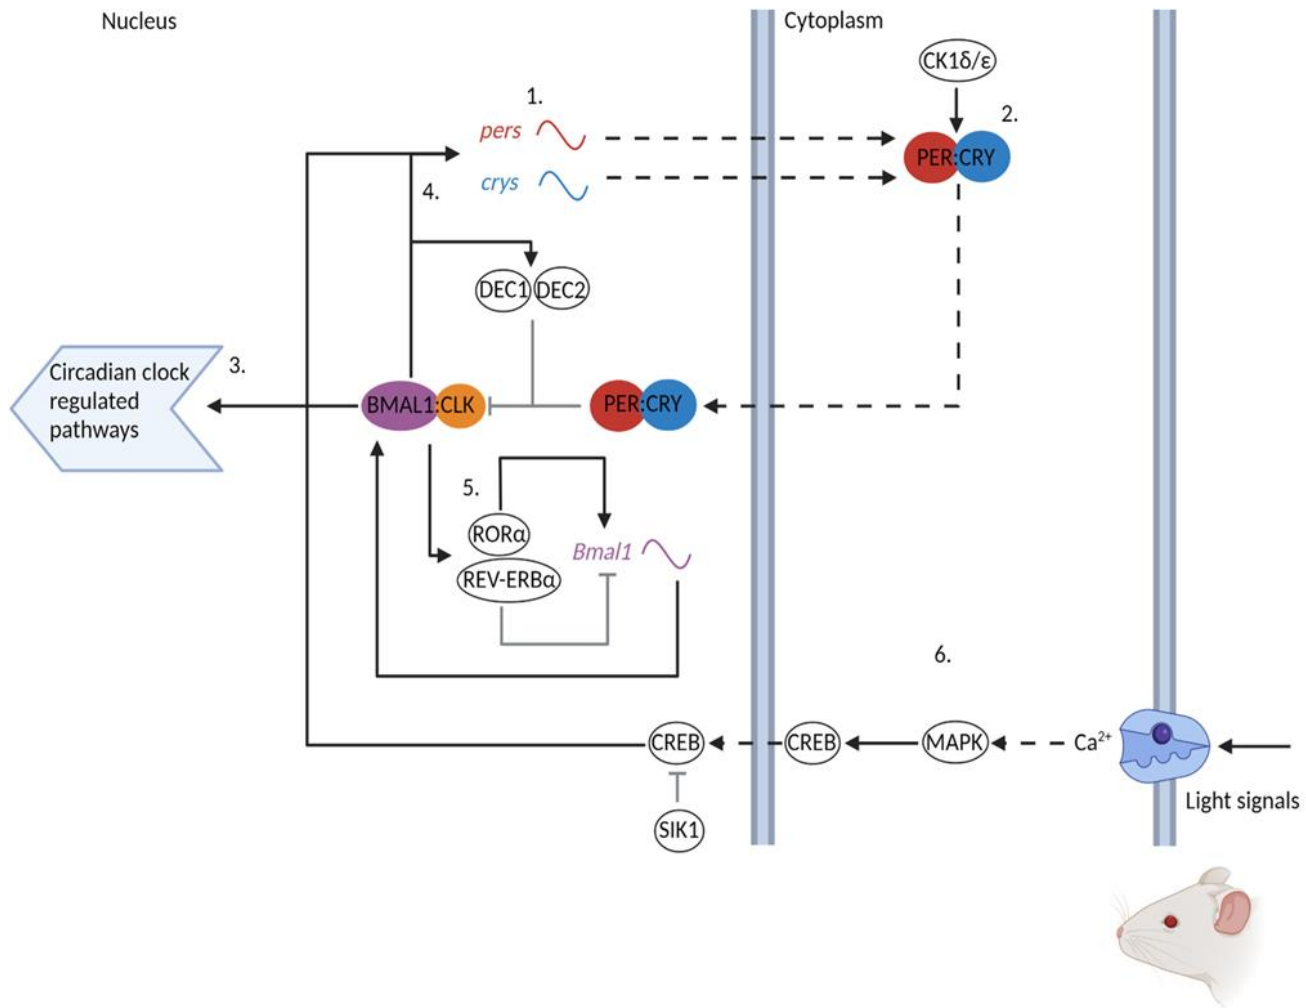 Nucleus
Cytoplasm
CK1δ/ε
1.
2.
pers
PER:CRY
crys
4.
DEC1 DEC2
3.
Circadian clock
regulated
pathways
BMAL1:CLK
PER:CRY
5.
RORα
Bmal1
REV-ERBα
6.
CREB
CREB
MAPK
Ca²⁺
Light signals
SIK1